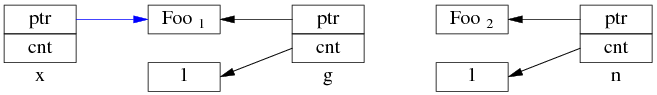 ptr Foo 1 ptr Foo 2 ptr
cnt cnt cnt
x 1 g 1 n